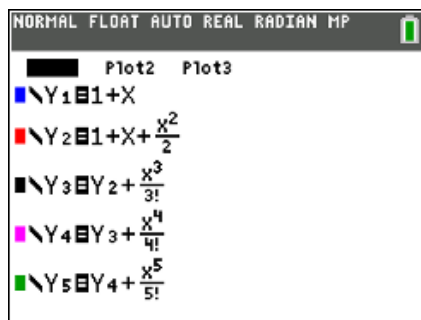 NORMAL FLOAT AUTO REAL RADIAN MP
Plot2 Plot3
\Y₁=1+X
\Y₂=1+X+X²/2
\Y₃=Y₂+X³/3!
\Y₄=Y₃+X⁴/4!
\Y₅=Y₄+X⁵/5!